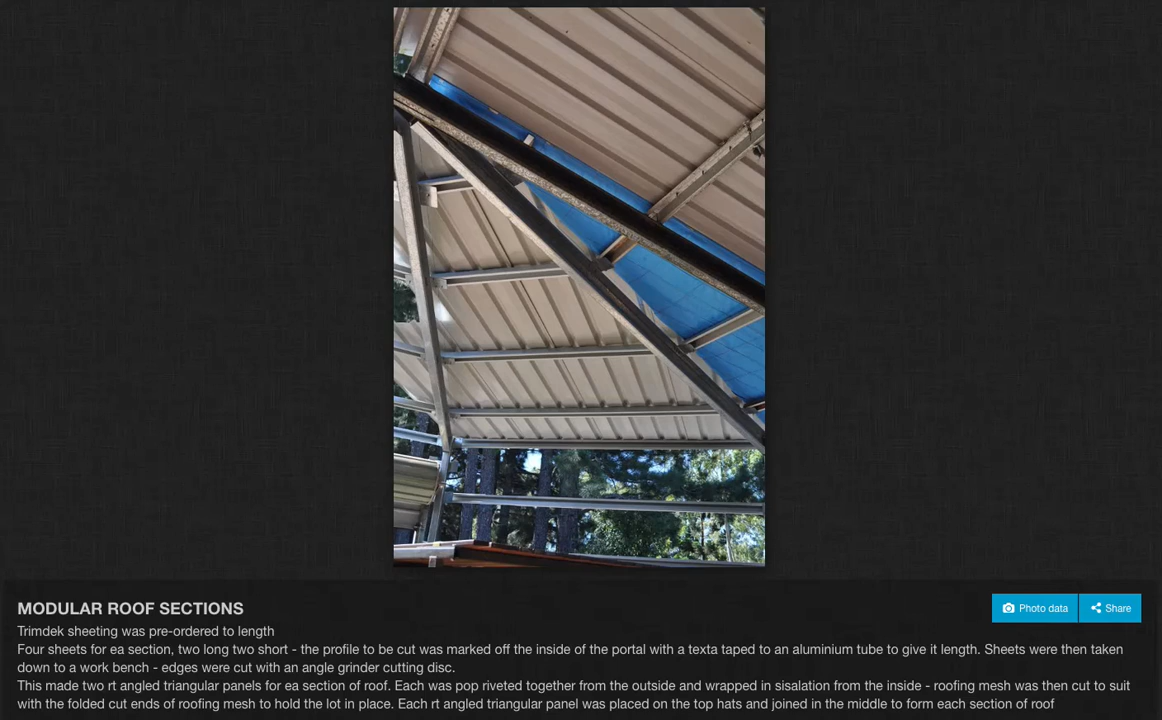 MODULAR ROOF SECTIONS
Photo data
Share
Trimdek sheeting was pre-ordered to length
Four sheets for ea section, two long two short - the profile to be cut was marked off the inside of the portal with a texta taped to an aluminium tube to give it length. Sheets were then taken
down to a work bench - edges were cut with an angle grinder cutting disc.
This made two rt angled triangular panels for ea section of roof. Each was pop riveted together from the outside and wrapped in sisalation from the inside - roofing mesh was then cut to suit
with the folded cut ends of roofing mesh to hold the lot in place. Each rt angled triangular panel was placed on the top hats and joined in the middle to form each section of roof